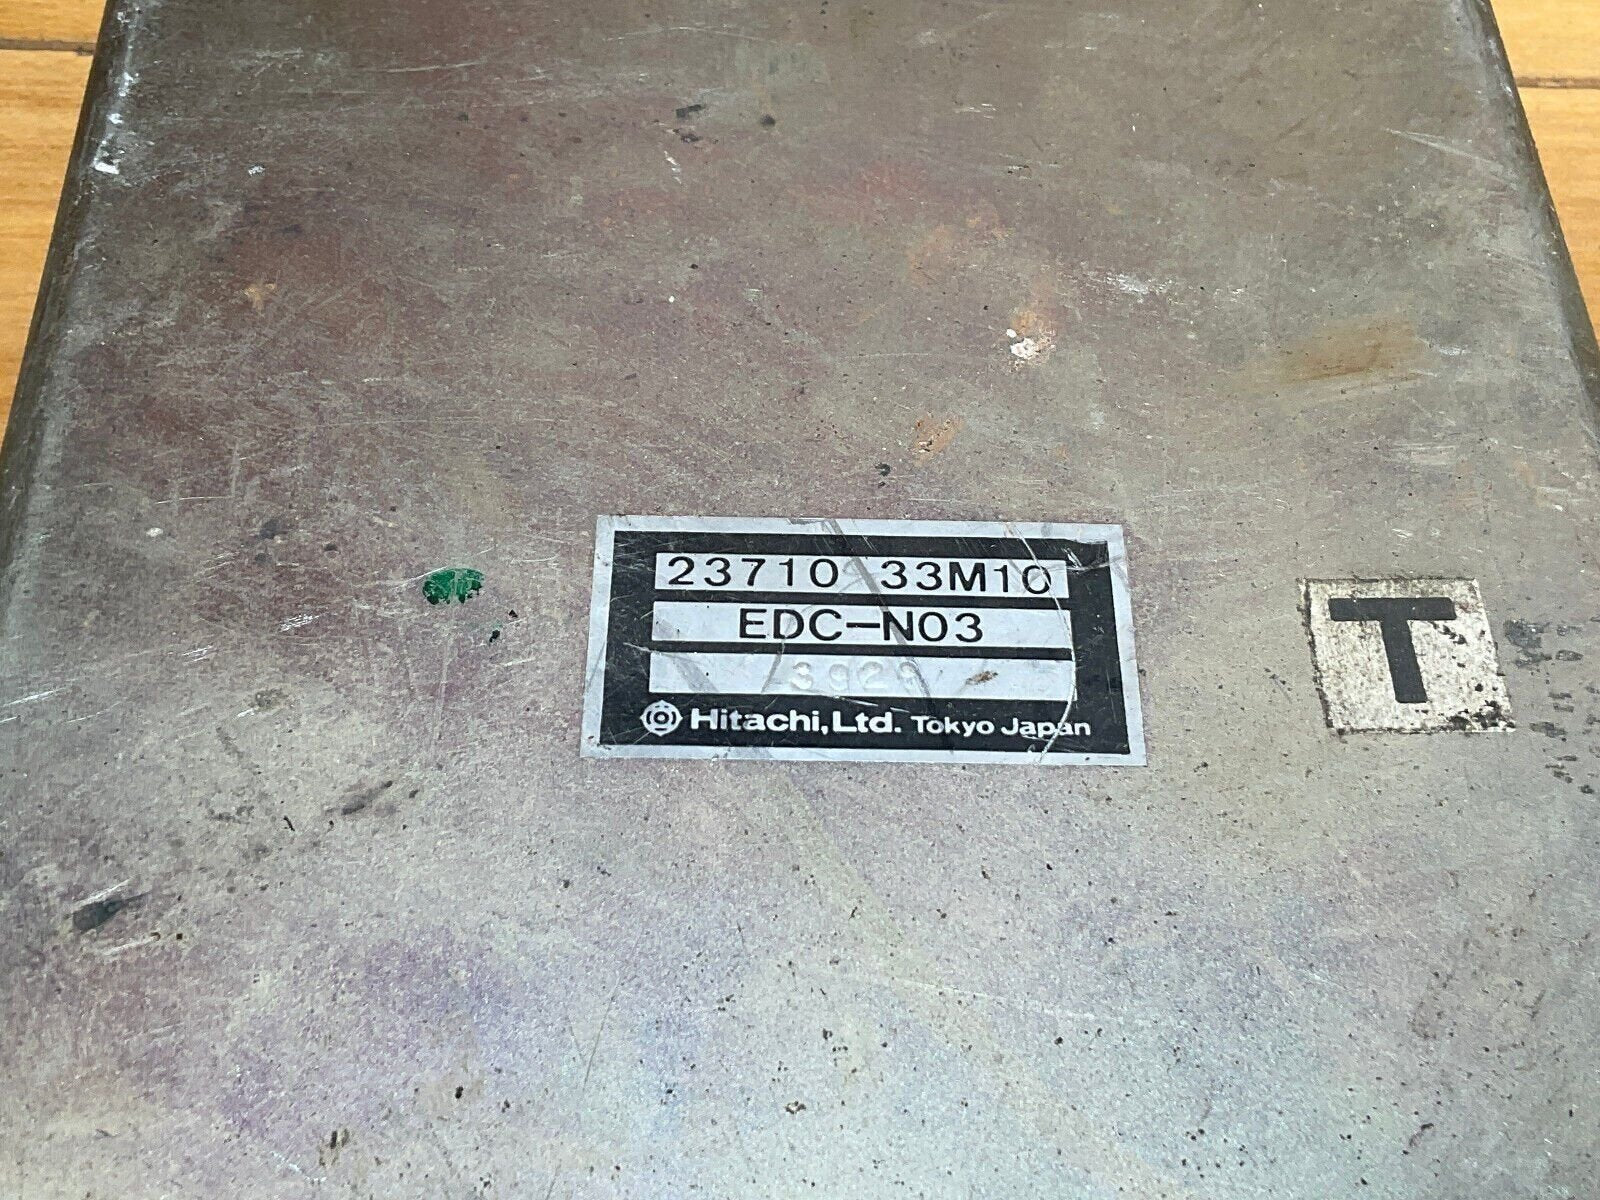 23710 33M10
EDC-N03
Hitachi, Ltd. Tokyo Japan
T